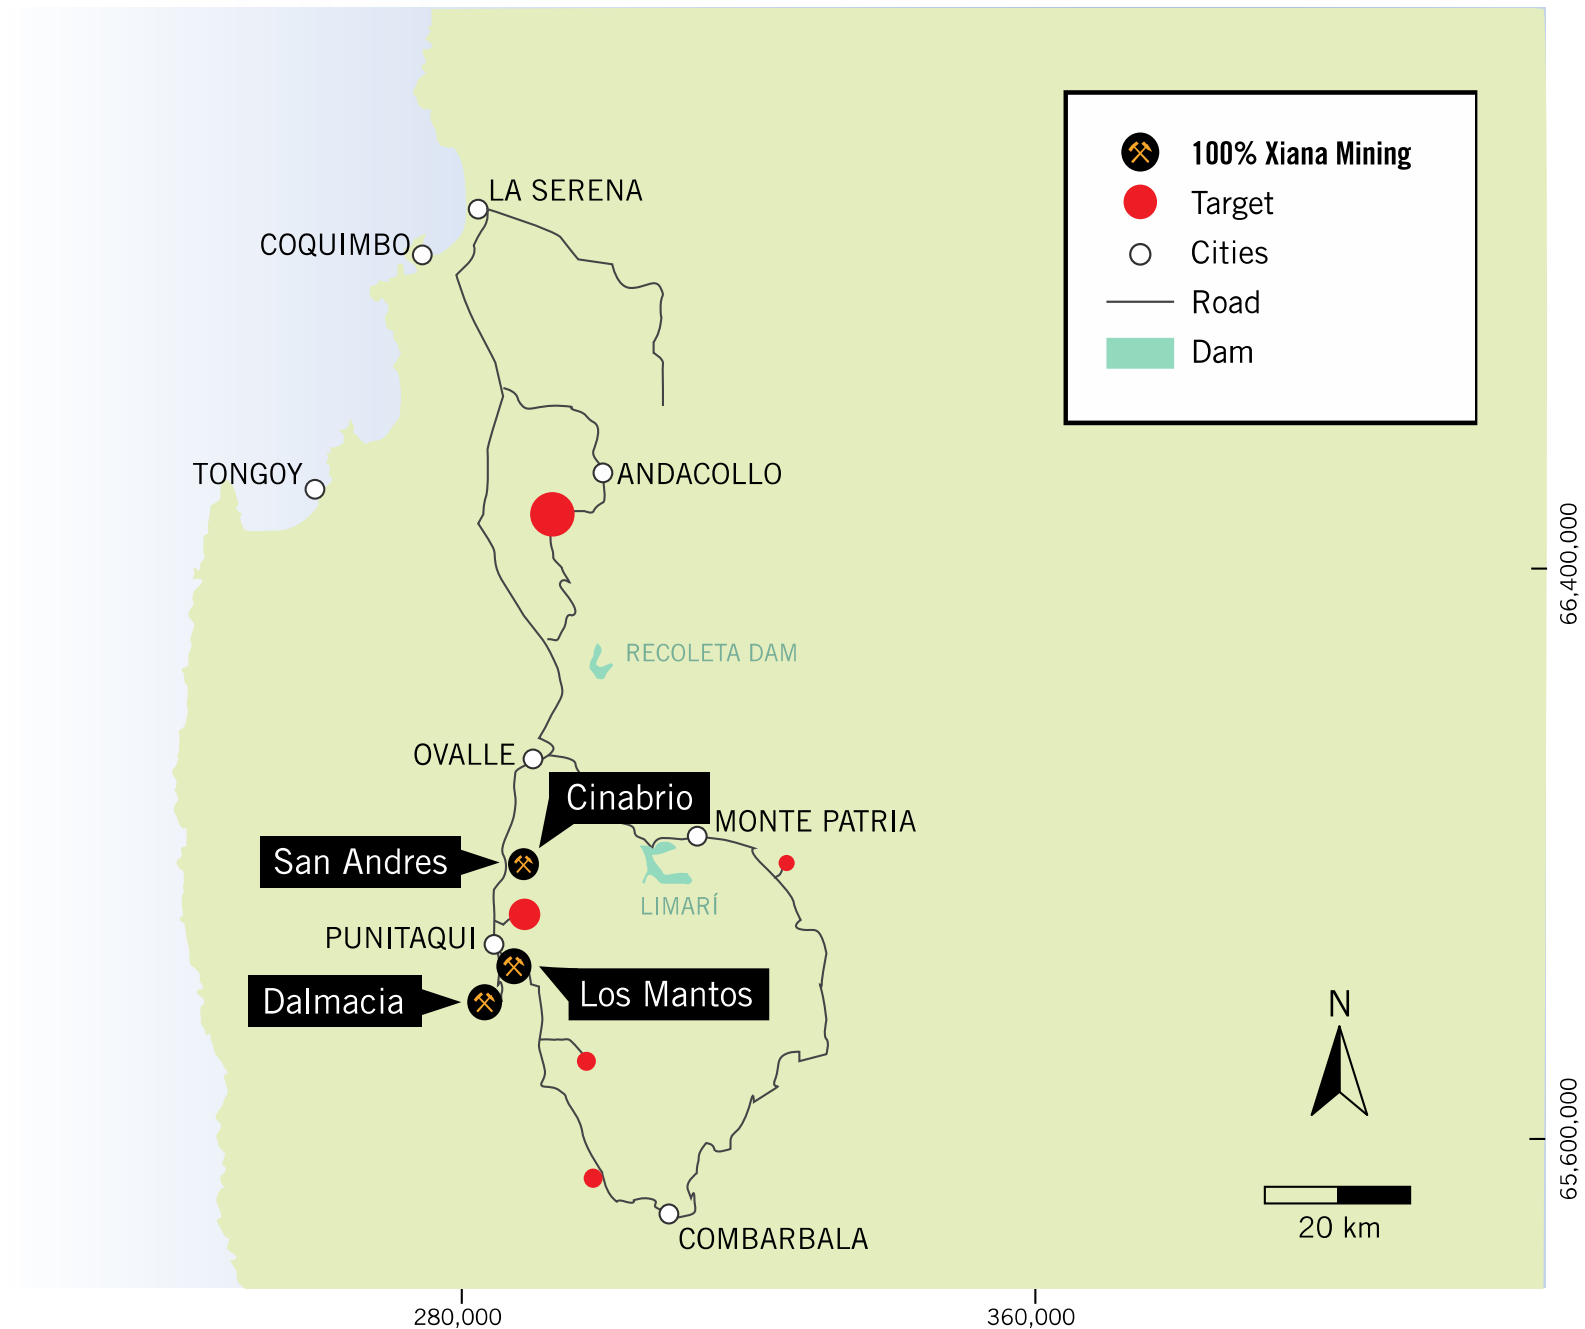 100% Xiana Mining
Target
Cities
Road
Dam
LA SERENA
COQUIMBO
TONGOY
ANDACOLLO
66,400,000
RECOLETA DAM
OVALLE
Cinabrio
MONTE PATRIA
San Andres
LIMARÍ
PUNITAQUI
Los Mantos
Dalmacia
N
65,600,000
20 km
COMBARBALA
280,000
360,000